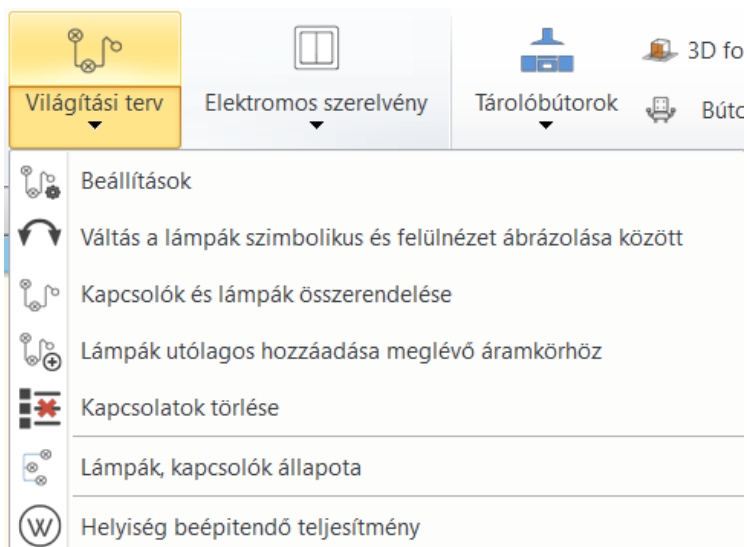 Világítási terv
Elektromos szerelvény
Tárolóbútorok
3D fo
Búto
Beállítások
Váltás a lámpák szimbolikus és felülnézet ábrázolása között
Kapcsolók és lámpák összerendelése
Lámpák utólagos hozzáadása meglévő áramkörhöz
Kapcsolatok törlése
Lámpák, kapcsolók állapota
W
Helyiség beépitendő teljesítmény